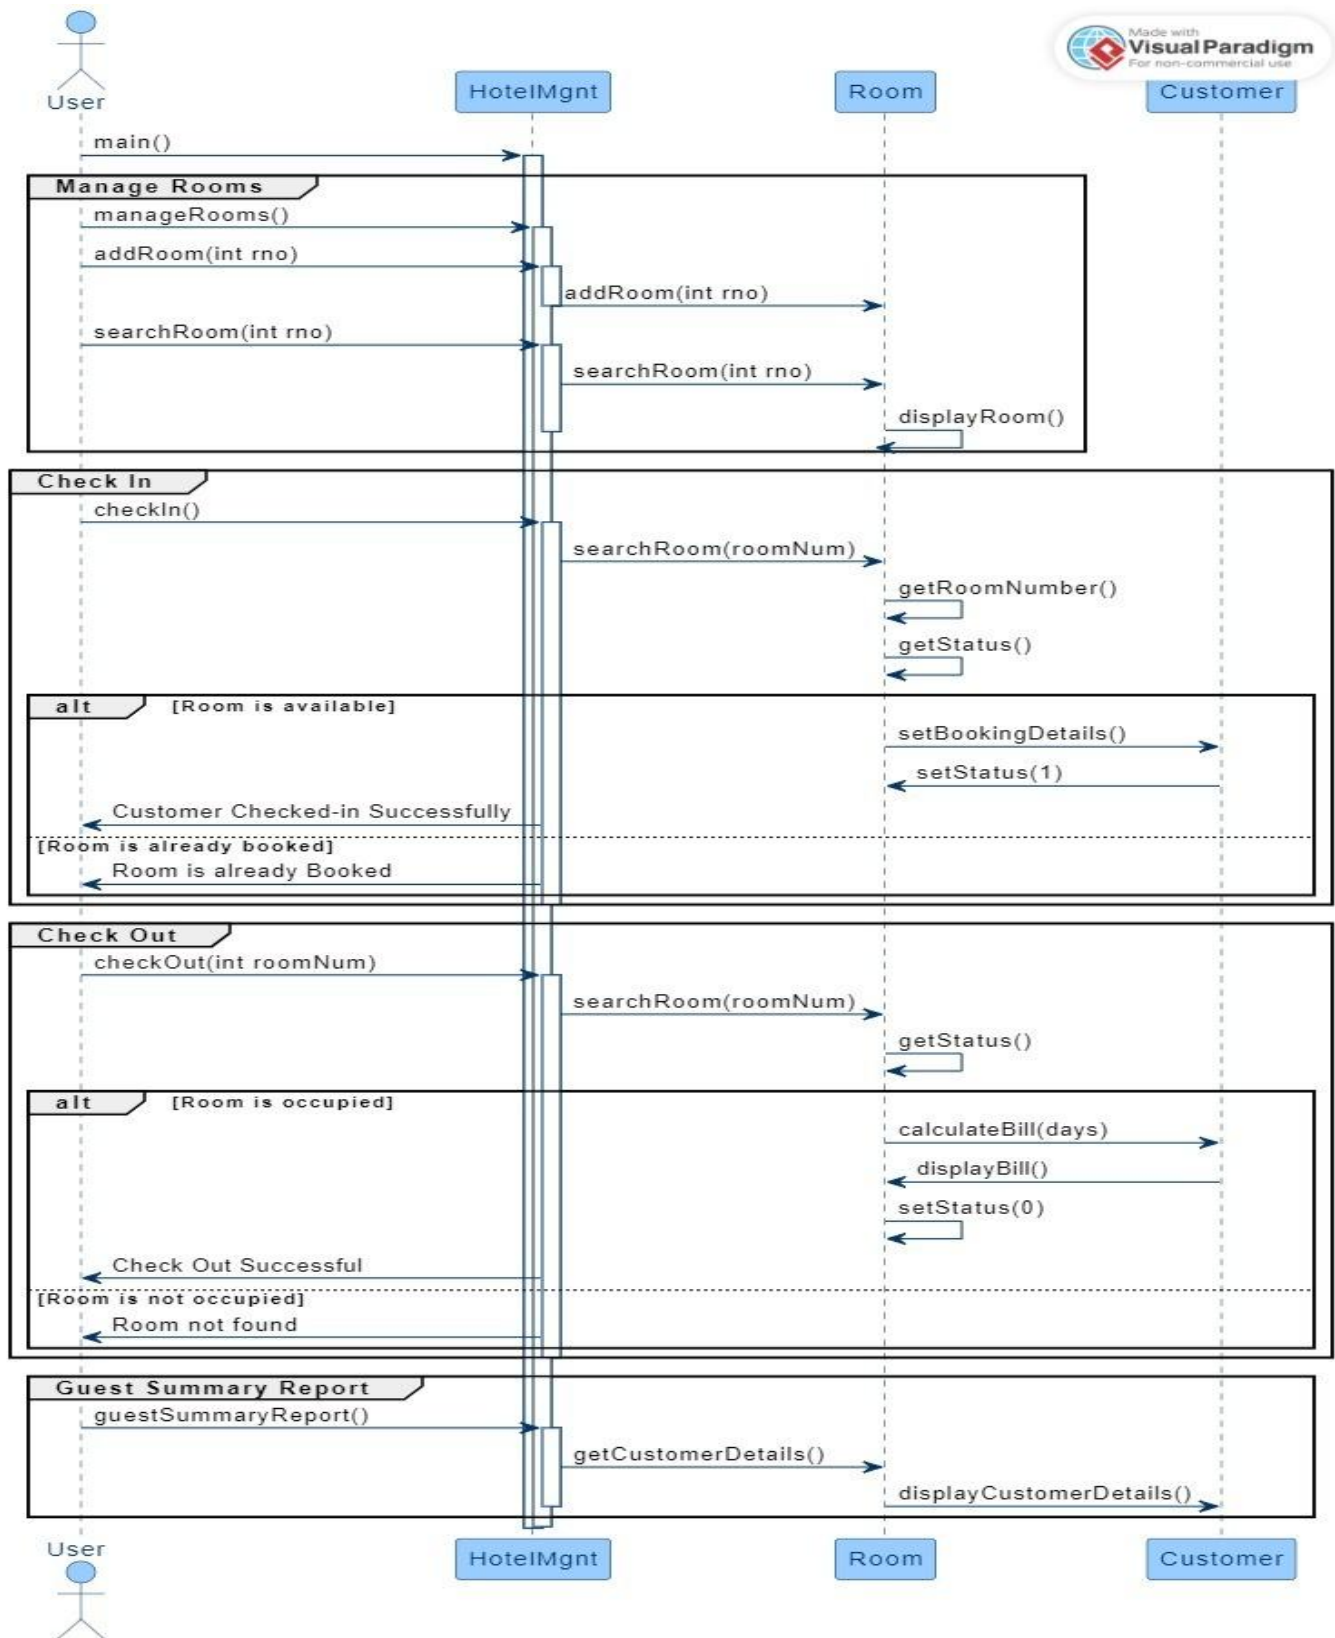 Made with
Visual Paradigm
For non-commercial use
User
HotelMgnt
Room
Customer
main()
Manage Rooms
manageRooms()
addRoom(int rno)
addRoom(int rno)
searchRoom(int rno)
searchRoom(int rno)
displayRoom()
Check In
checkIn()
searchRoom(roomNum)
getRoomNumber()
getStatus()
alt [Room is available]
setBookingDetails()
setStatus(1)
Customer Checked-in Successfully
[Room is already booked]
Room is already Booked
Check Out
checkOut(int roomNum)
searchRoom(roomNum)
getStatus()
alt [Room is occupied]
calculateBill(days)
displayBill()
setStatus(0)
Check Out Successful
[Room is not occupied]
Room not found
Guest Summary Report
guestSummaryReport()
getCustomerDetails()
displayCustomerDetails()
User
HotelMgnt
Room
Customer